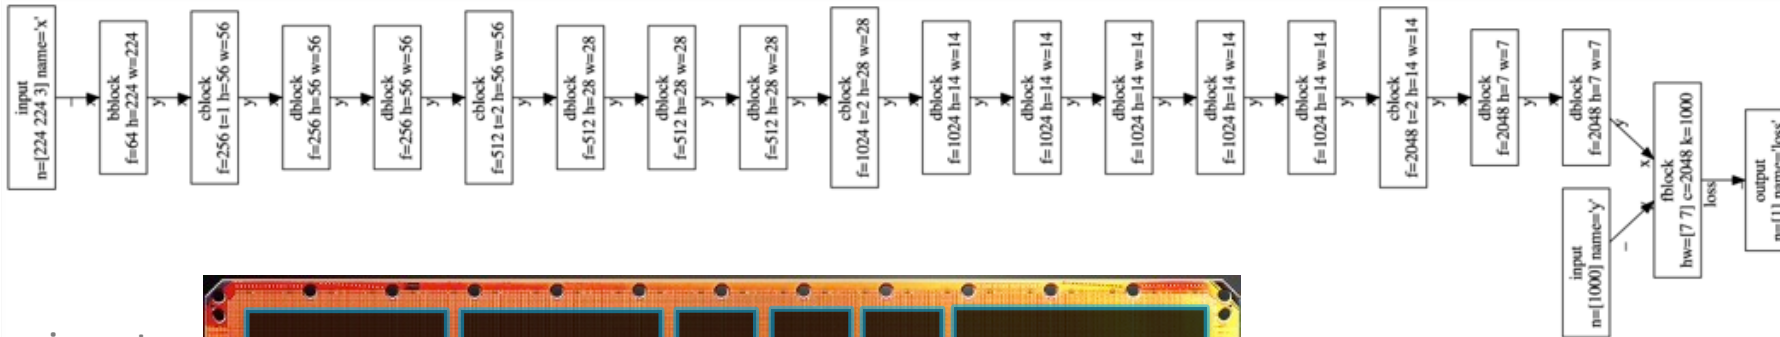 input
n=[224 224 3] name='x'
x
bblock
f=64 h=224 w=224
y
cblock
f=256 t=1 h=56 w=56
y
dblock
f=256 h=56 w=56
y
dblock
f=256 h=56 w=56
y
cblock
f=512 t=2 h=56 w=56
y
dblock
f=512 h=28 w=28
y
dblock
f=512 h=28 w=28
y
dblock
f=512 h=28 w=28
y
cblock
f=1024 t=2 h=28 w=28
y
dblock
f=1024 h=14 w=14
y
dblock
f=1024 h=14 w=14
y
dblock
f=1024 h=14 w=14
y
dblock
f=1024 h=14 w=14
y
dblock
f=1024 h=14 w=14
y
cblock
f=2048 t=2 h=14 w=14
y
dblock
f=2048 h=7 w=7
y
dblock
f=2048 h=7 w=7
y
x
input
n=[1000] name='y'
fblock
hw=[7 7] c=2048 k=1000
loss
output
n=[1] name='loss'